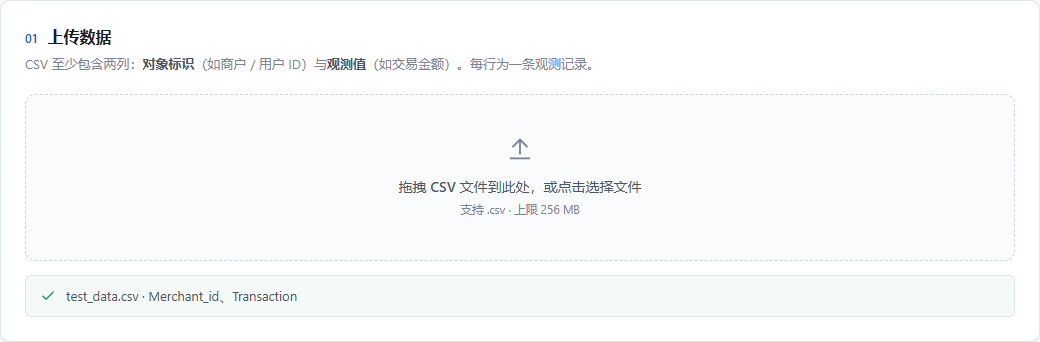 01 上传数据
CSV 至少包含两列：对象标识（如商户 / 用户 ID）与观测值（如交易金额）。每行为一条观测记录。
拖拽 CSV 文件到此处，或点击选择文件
支持 .csv · 上限 256 MB
test_data.csv · Merchant_id、Transaction